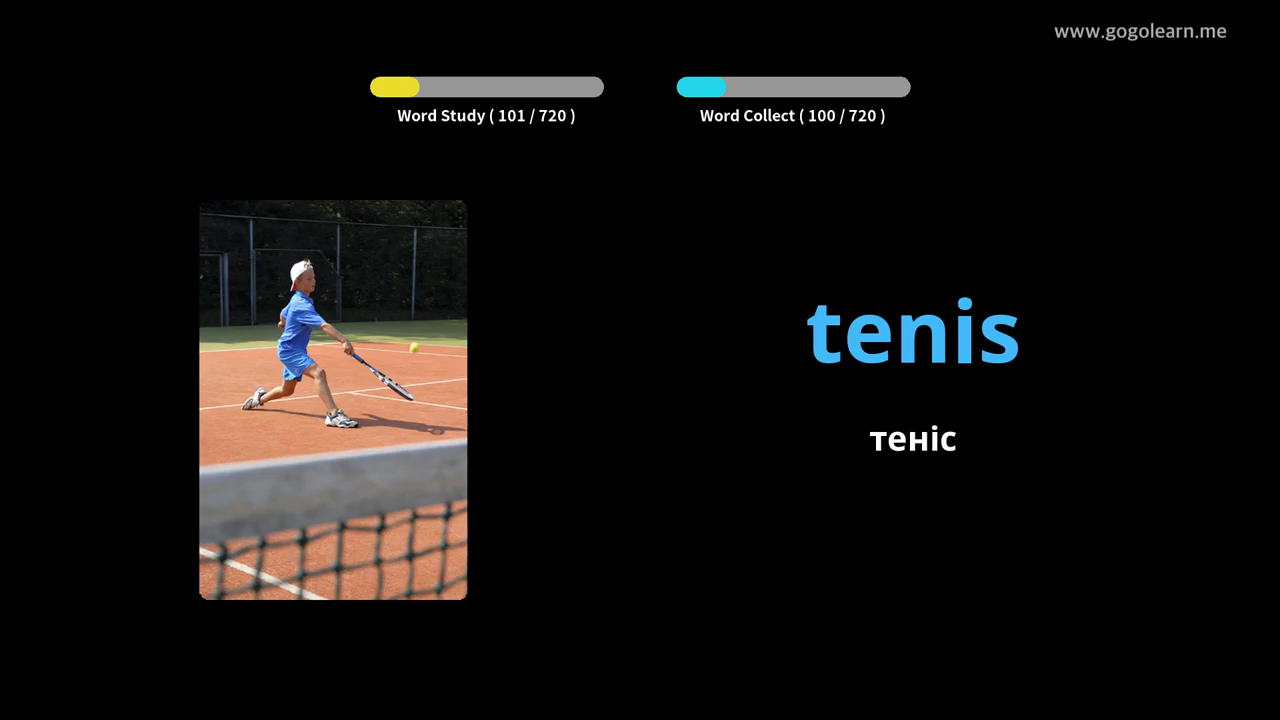 www.gogolearn.me
Word Study ( 101 / 720 )
Word Collect ( 100 / 720 )
tenis
теніс